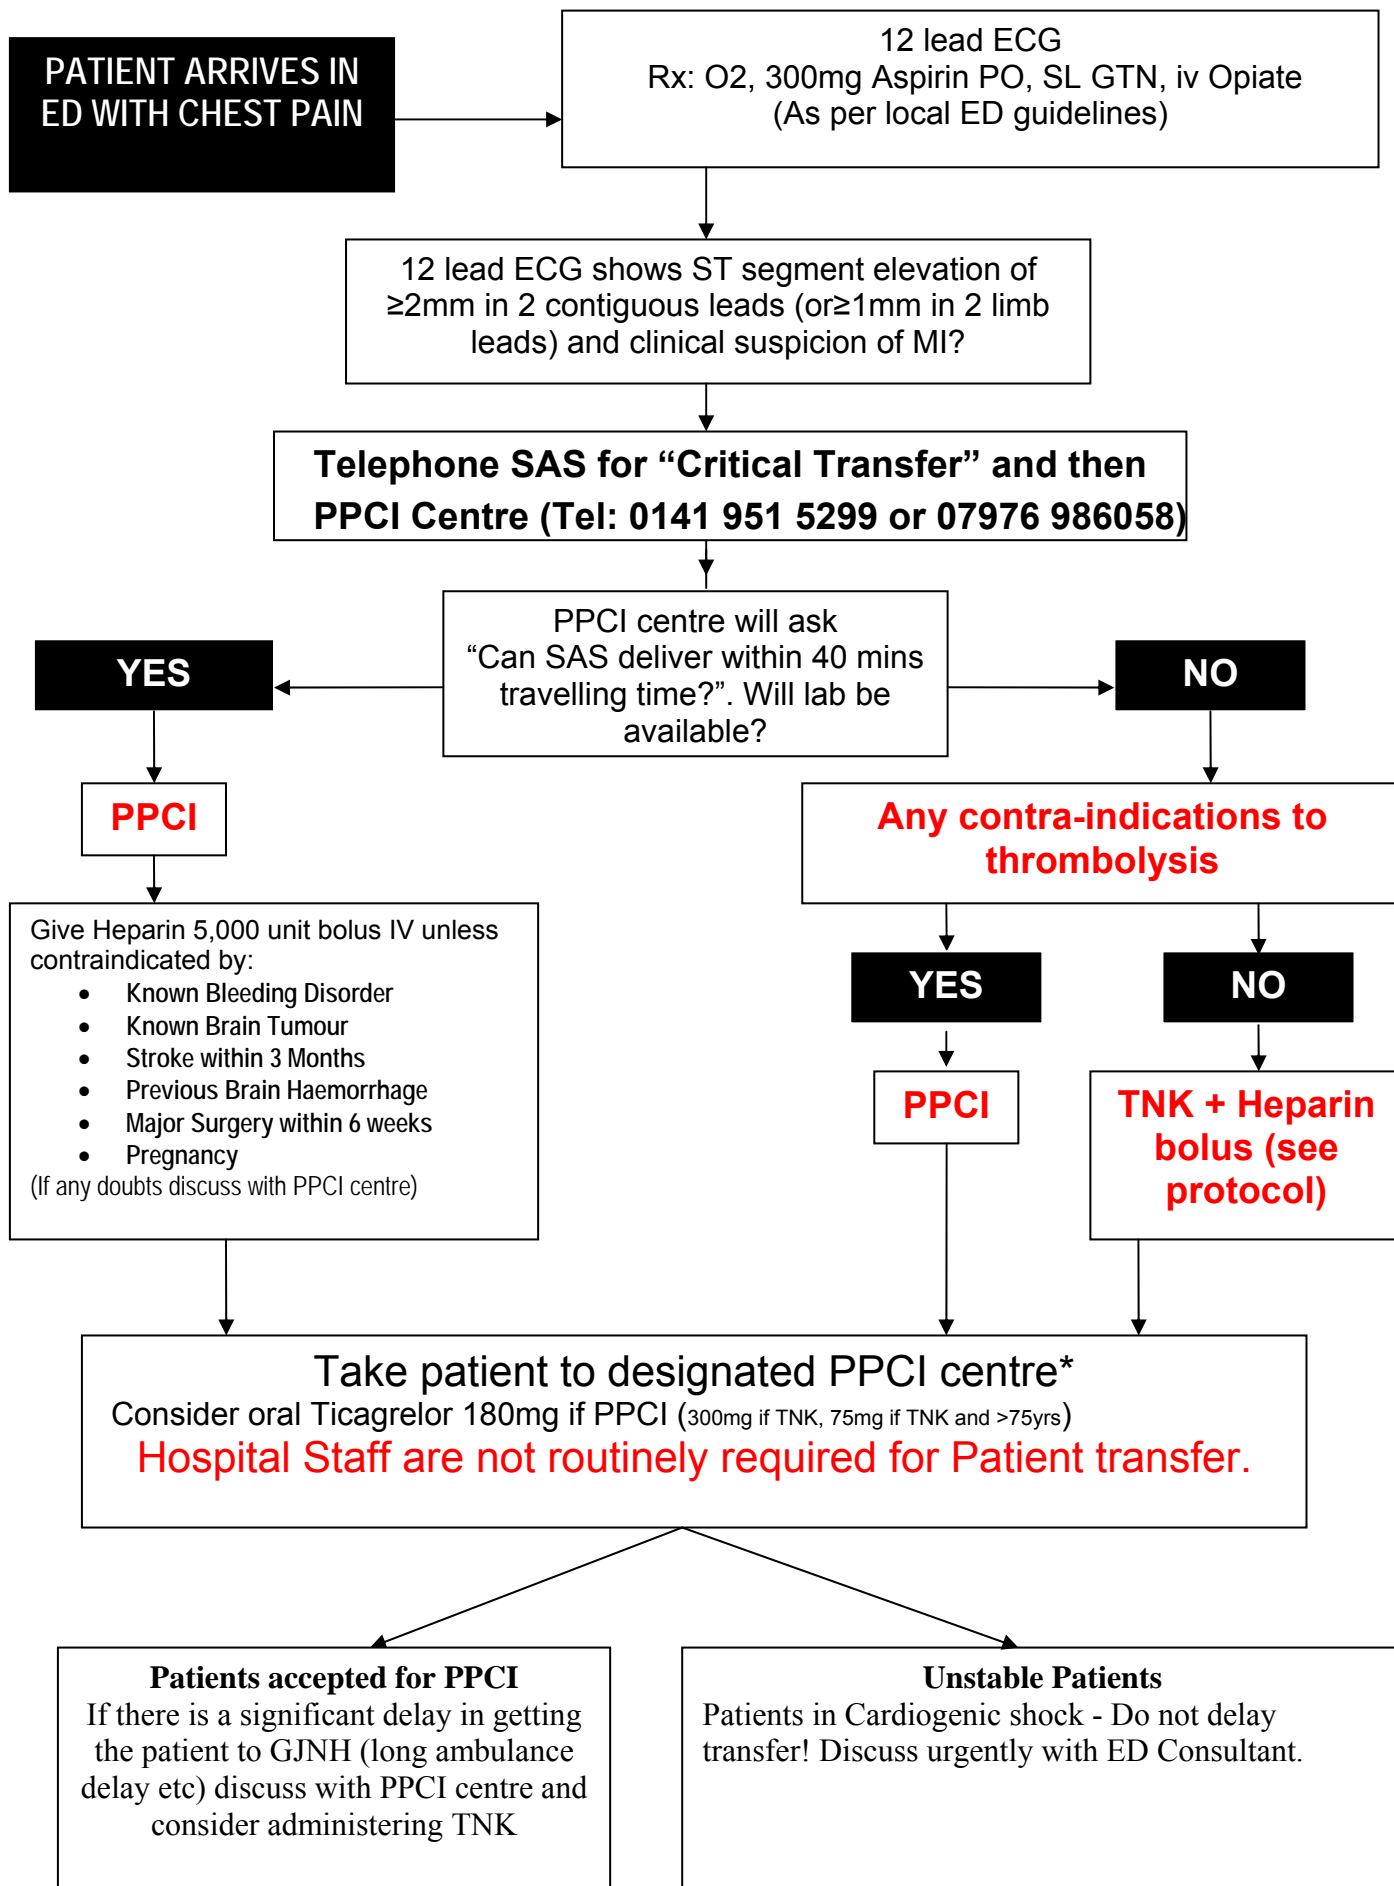 PATIENT ARRIVES IN
ED WITH CHEST PAIN
12 lead ECG
Rx: O2, 300mg Aspirin PO, SL GTN, iv Opiate
(As per local ED guidelines)
12 lead ECG shows ST segment elevation of
≥2mm in 2 contiguous leads (or≥1mm in 2 limb
leads) and clinical suspicion of MI?
Telephone SAS for “Critical Transfer” and then
PPCI Centre (Tel: 0141 951 5299 or 07976 986058)
PPCI centre will ask
“Can SAS deliver within 40 mins
travelling time?”. Will lab be
available?
YES
NO
PPCI
Any contra-indications to
thrombolysis
Give Heparin 5,000 unit bolus IV unless
contraindicated by:
• Known Bleeding Disorder
• Known Brain Tumour
• Stroke within 3 Months
• Previous Brain Haemorrhage
• Major Surgery within 6 weeks
• Pregnancy
(If any doubts discuss with PPCI centre)
YES
NO
PPCI
TNK + Heparin
bolus (see
protocol)
Take patient to designated PPCI centre*
Consider oral Ticagrelor 180mg if PPCI (300mg if TNK, 75mg if TNK and >75yrs)
Hospital Staff are not routinely required for Patient transfer.
Patients accepted for PPCI
If there is a significant delay in getting
the patient to GJNH (long ambulance
delay etc) discuss with PPCI centre and
consider administering TNK
Unstable Patients
Patients in Cardiogenic shock - Do not delay
transfer! Discuss urgently with ED Consultant.